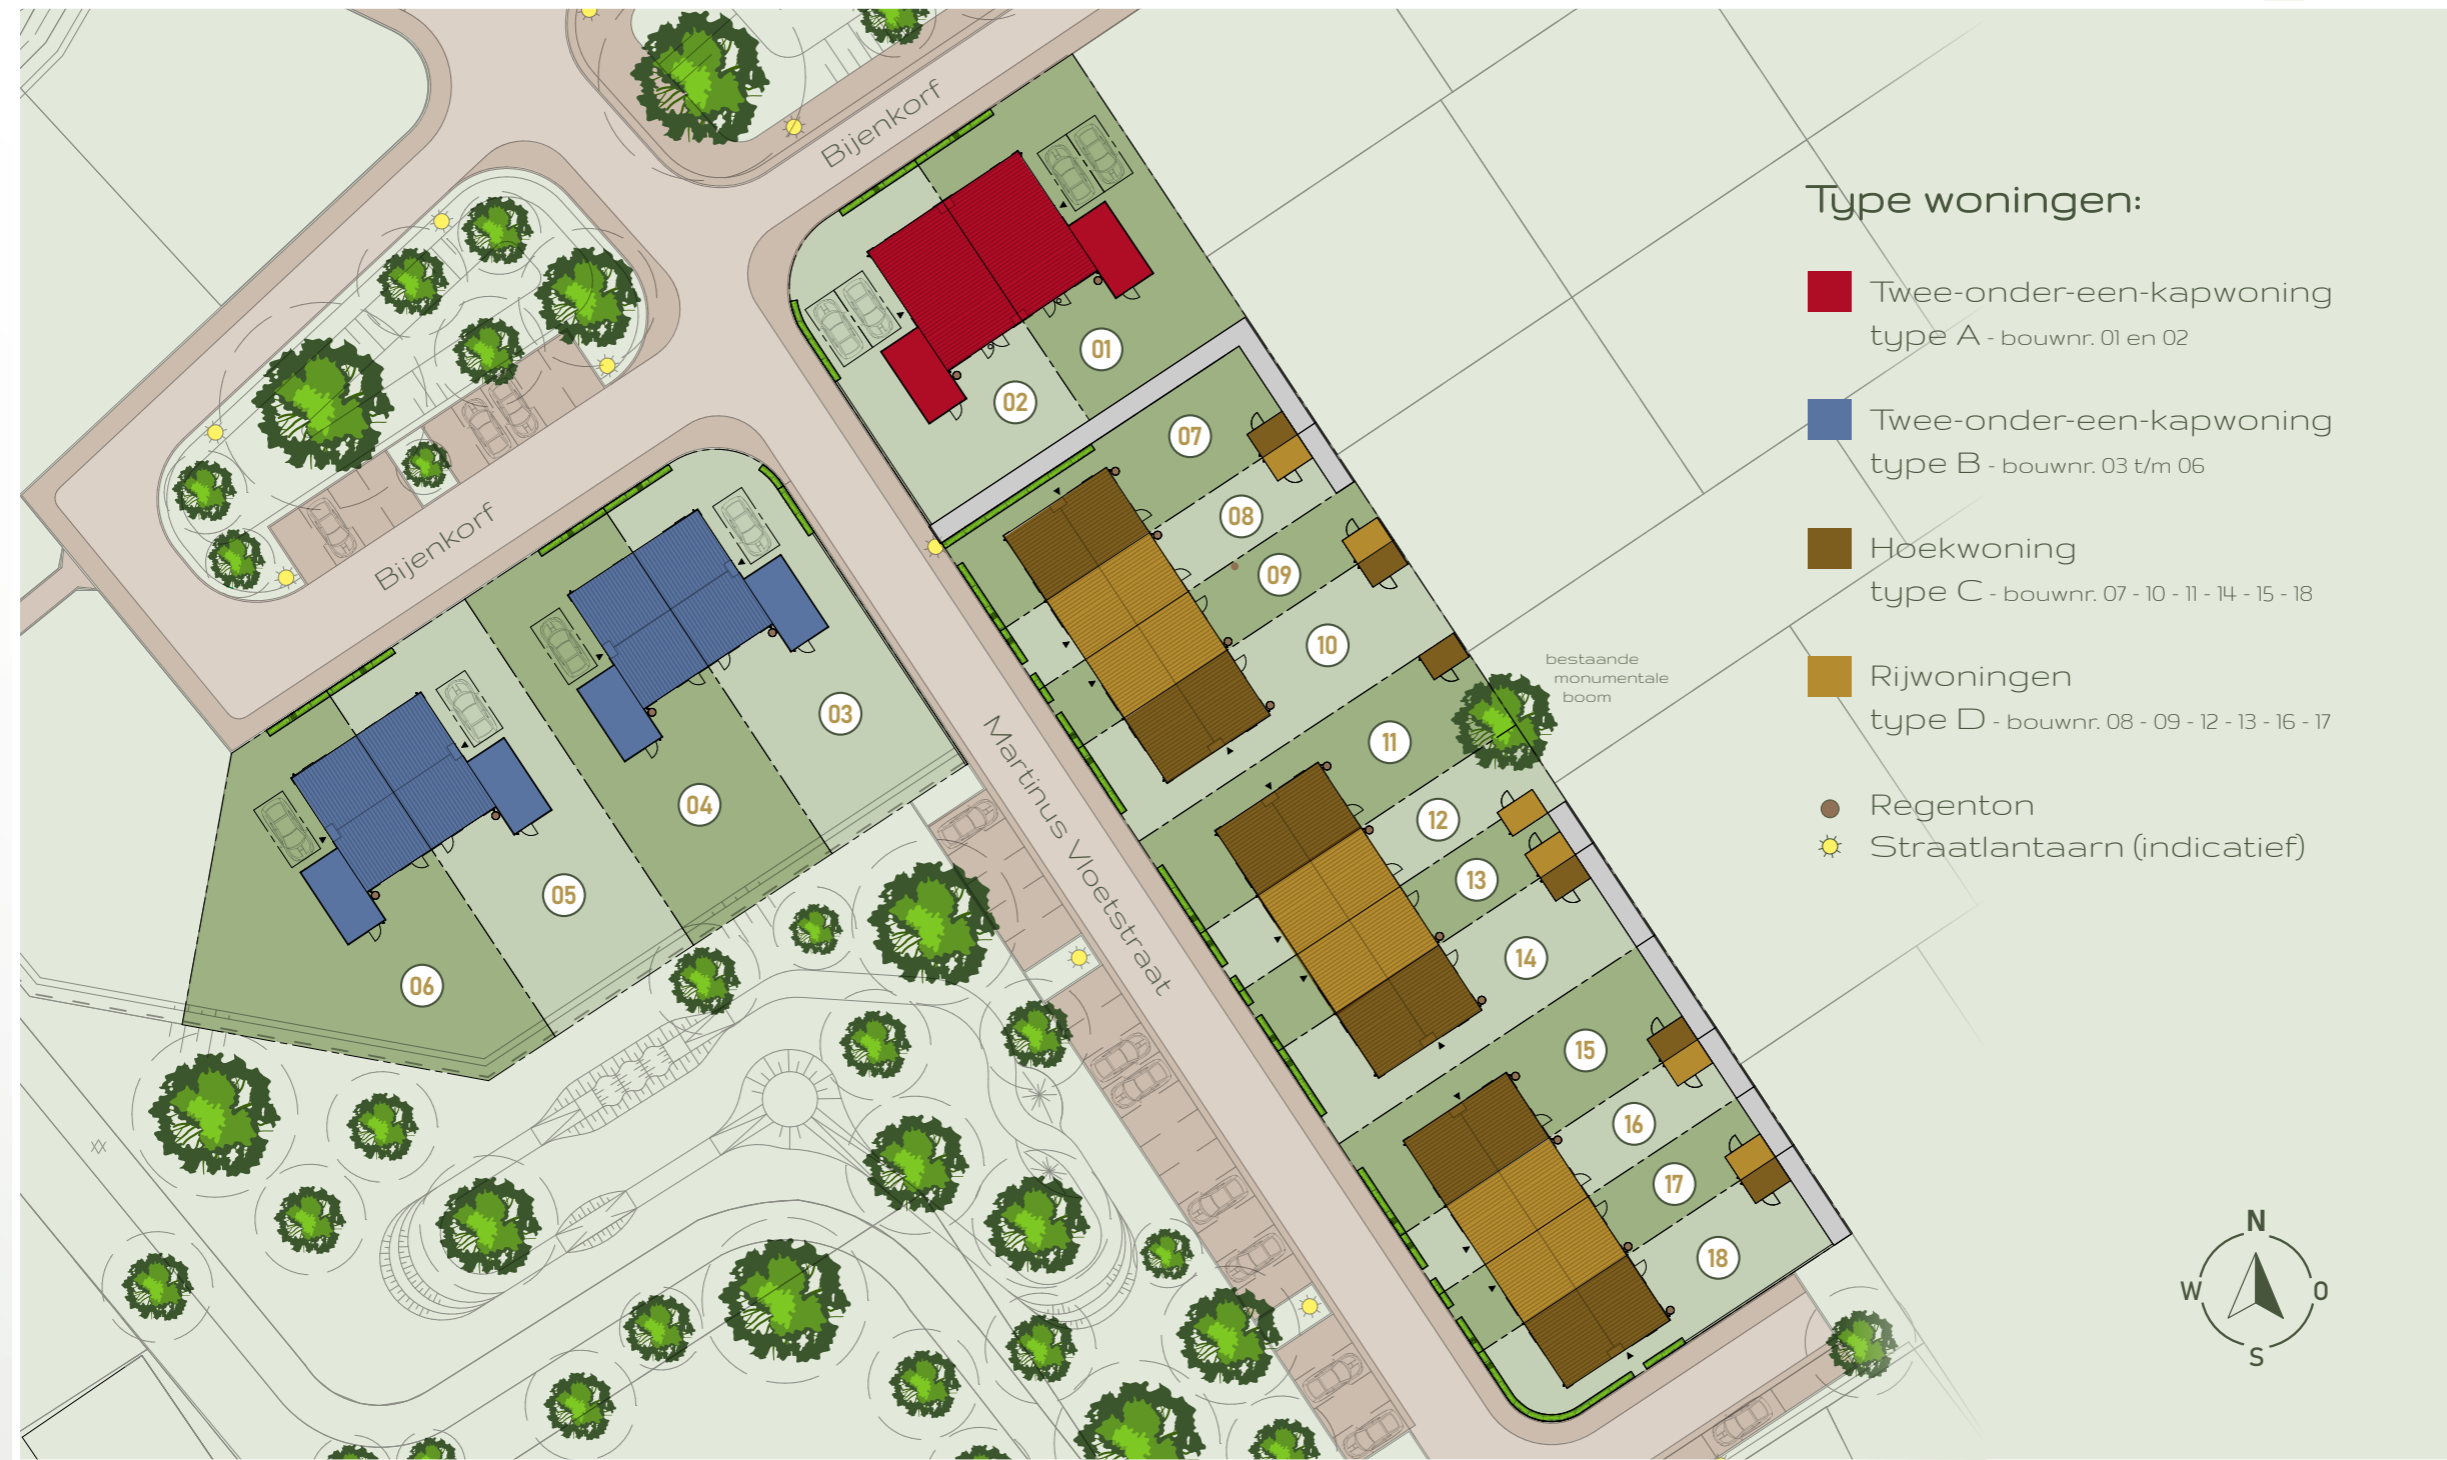 Bijenkorf
Bijenkorf
Martinus Vloetstraat
01
02
03
04
05
06
07
08
09
10
11
12
13
14
15
16
17
18
bestaande
monumentale
boom
Type woningen:
Twee-onder-een-kapwoning
type A - bouwnr. 01 en 02
Twee-onder-een-kapwoning
type B - bouwnr. 03 t/m 06
Hoekwoning
type C - bouwnr. 07 - 10 - 11 - 14 - 15 - 18
Rijwoningen
type D - bouwnr. 08 - 09 - 12 - 13 - 16 - 17
Regenton
Straatlantaarn (indicatief)
N
W O
S